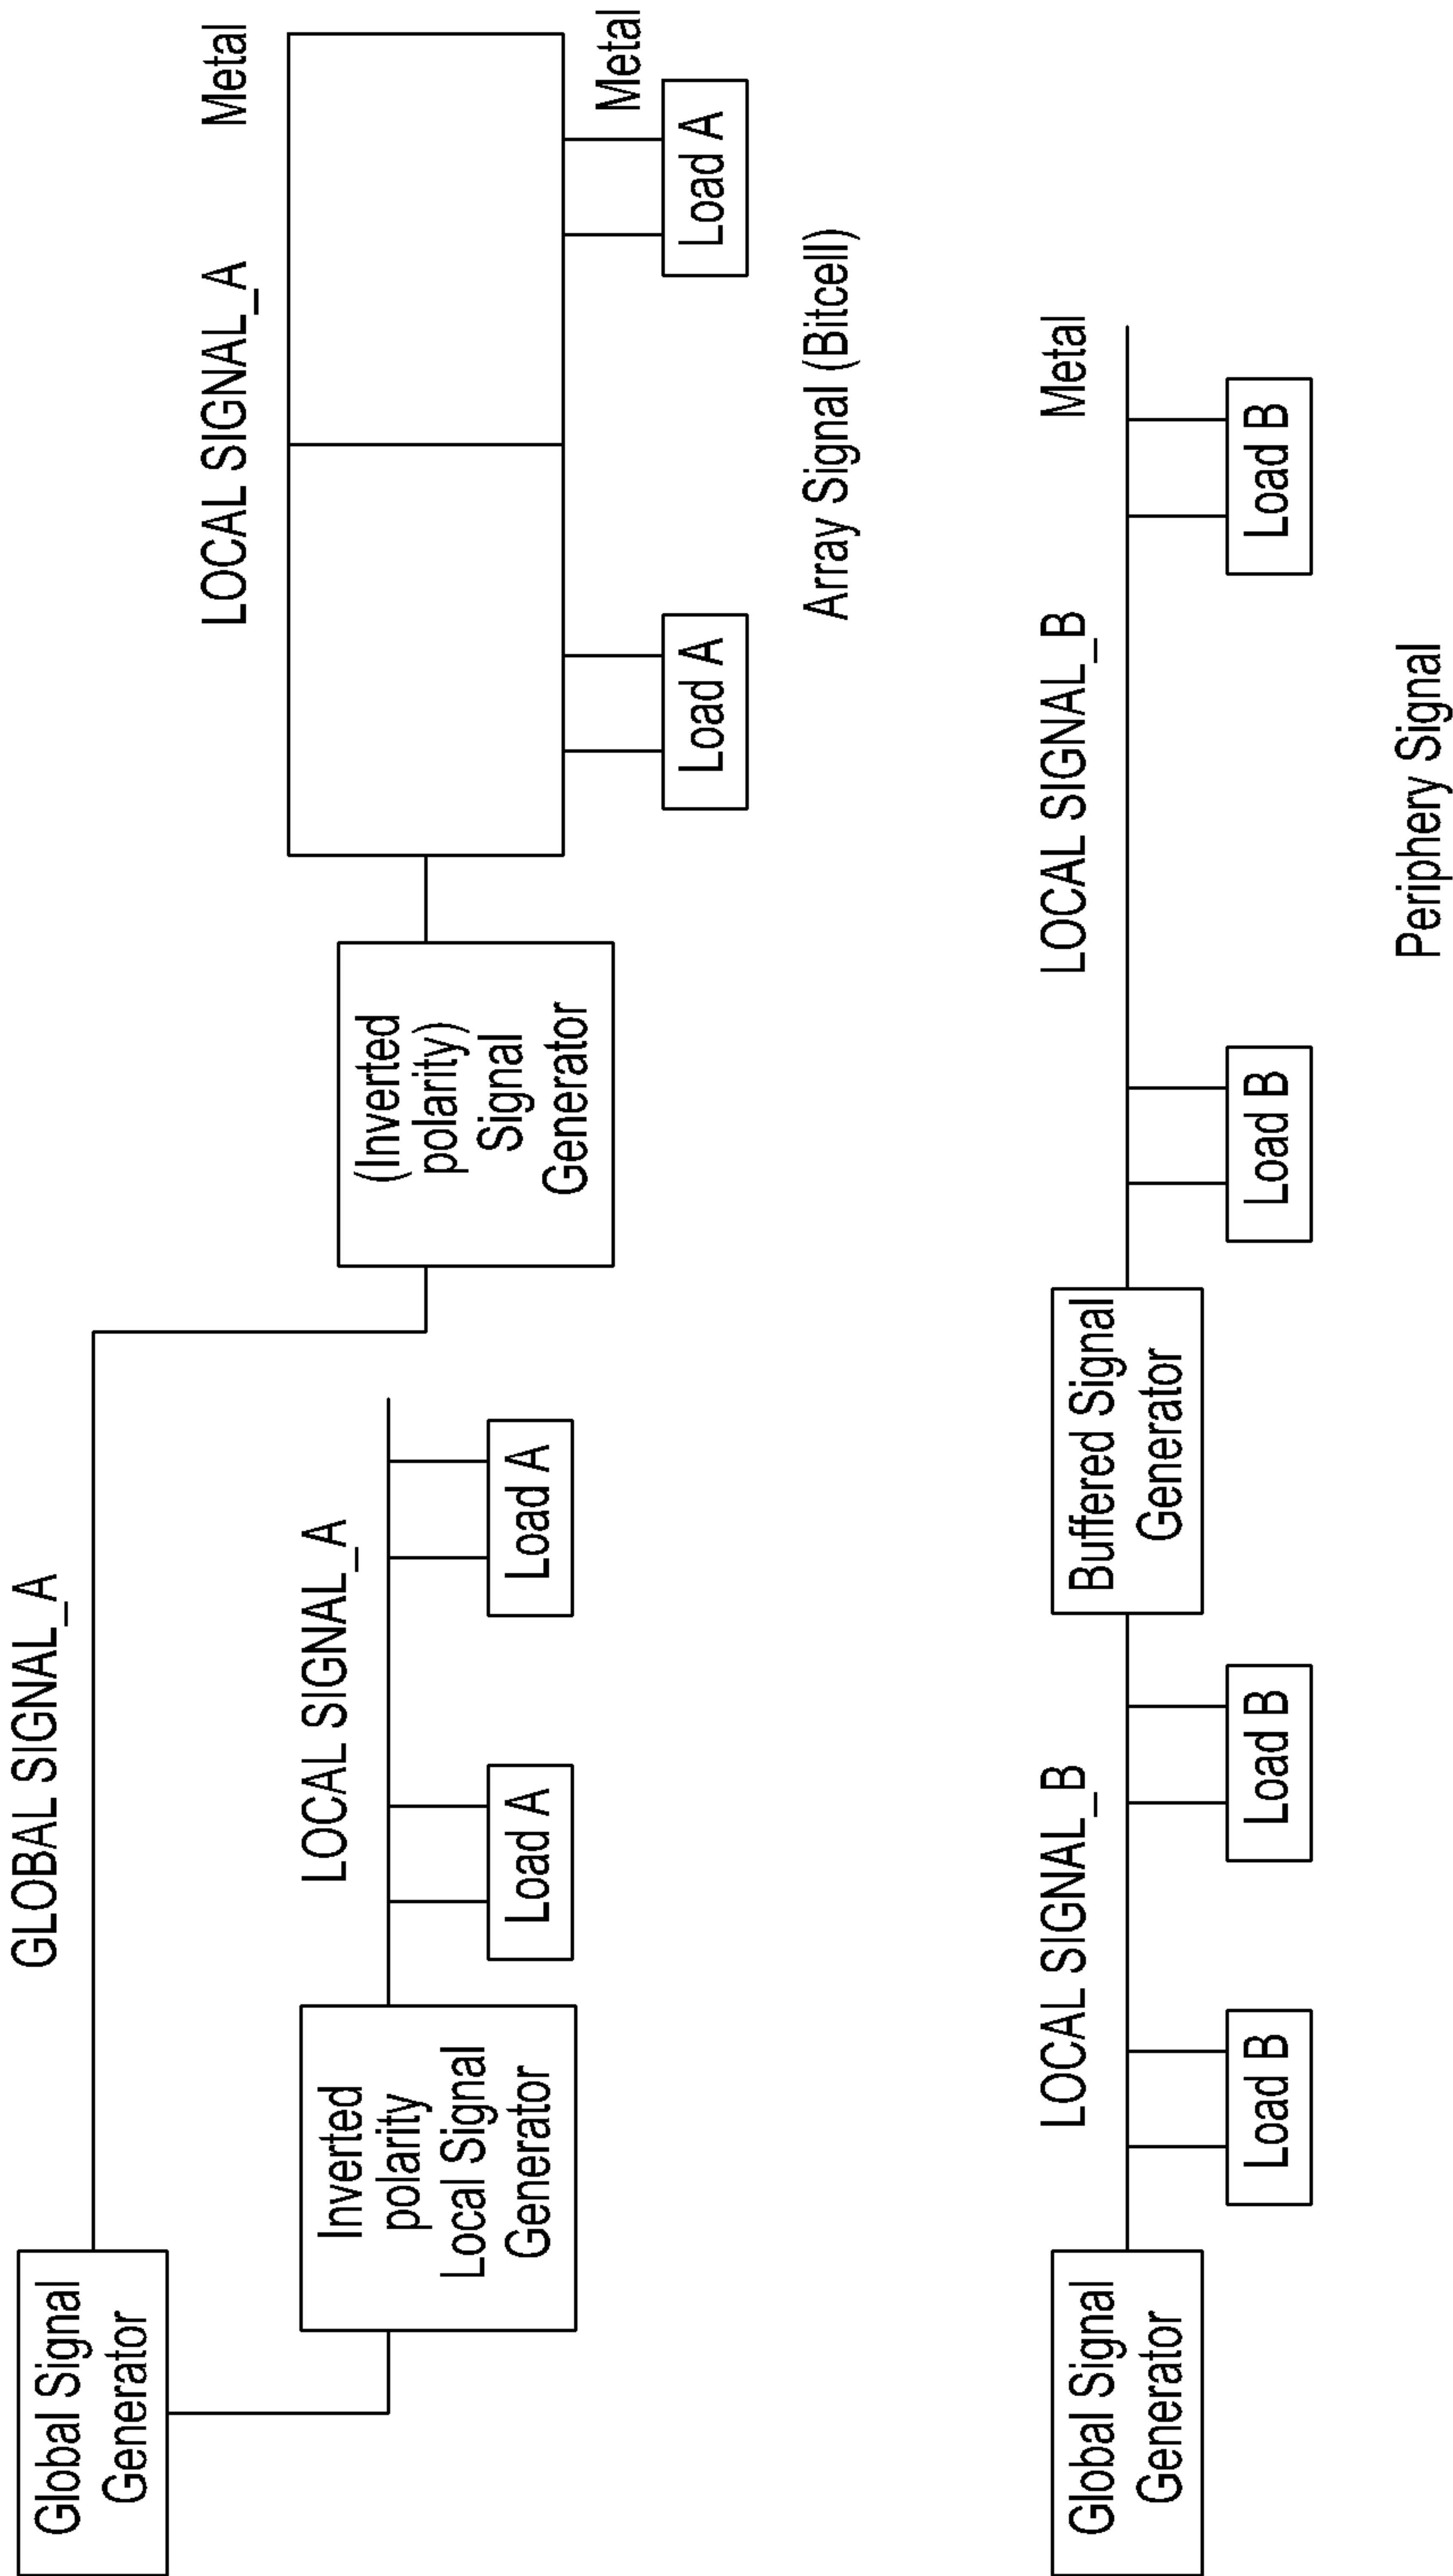 GLOBAL SIGNAL_A
Global Signal
Generator
Inverted
polarity
Local Signal
Generator
LOCAL SIGNAL_A
Load A
Load A
(Inverted
polarity)
Signal
Generator
LOCAL SIGNAL_A
Metal
Metal
Load A
Load A
Array Signal (Bitcell)
Global Signal
Generator
LOCAL SIGNAL_B
Load B
Load B
Buffered Signal
Generator
LOCAL SIGNAL_B
Metal
Load B
Load B
Periphery Signal